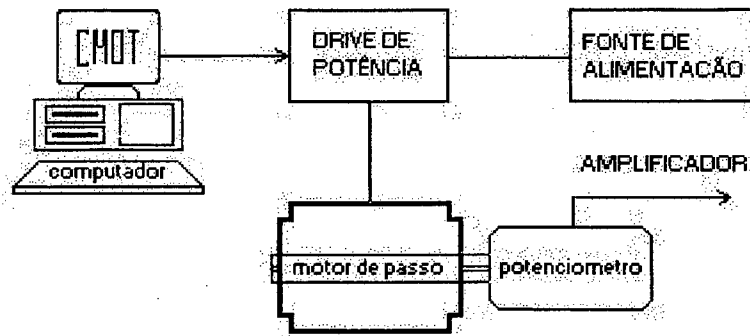 CMOT
DRIVE DE
POTÊNCIA
FONTE DE
ALIMENTAÇÃO
computador
AMPLIFICADOR
motor de passo
potenciometro